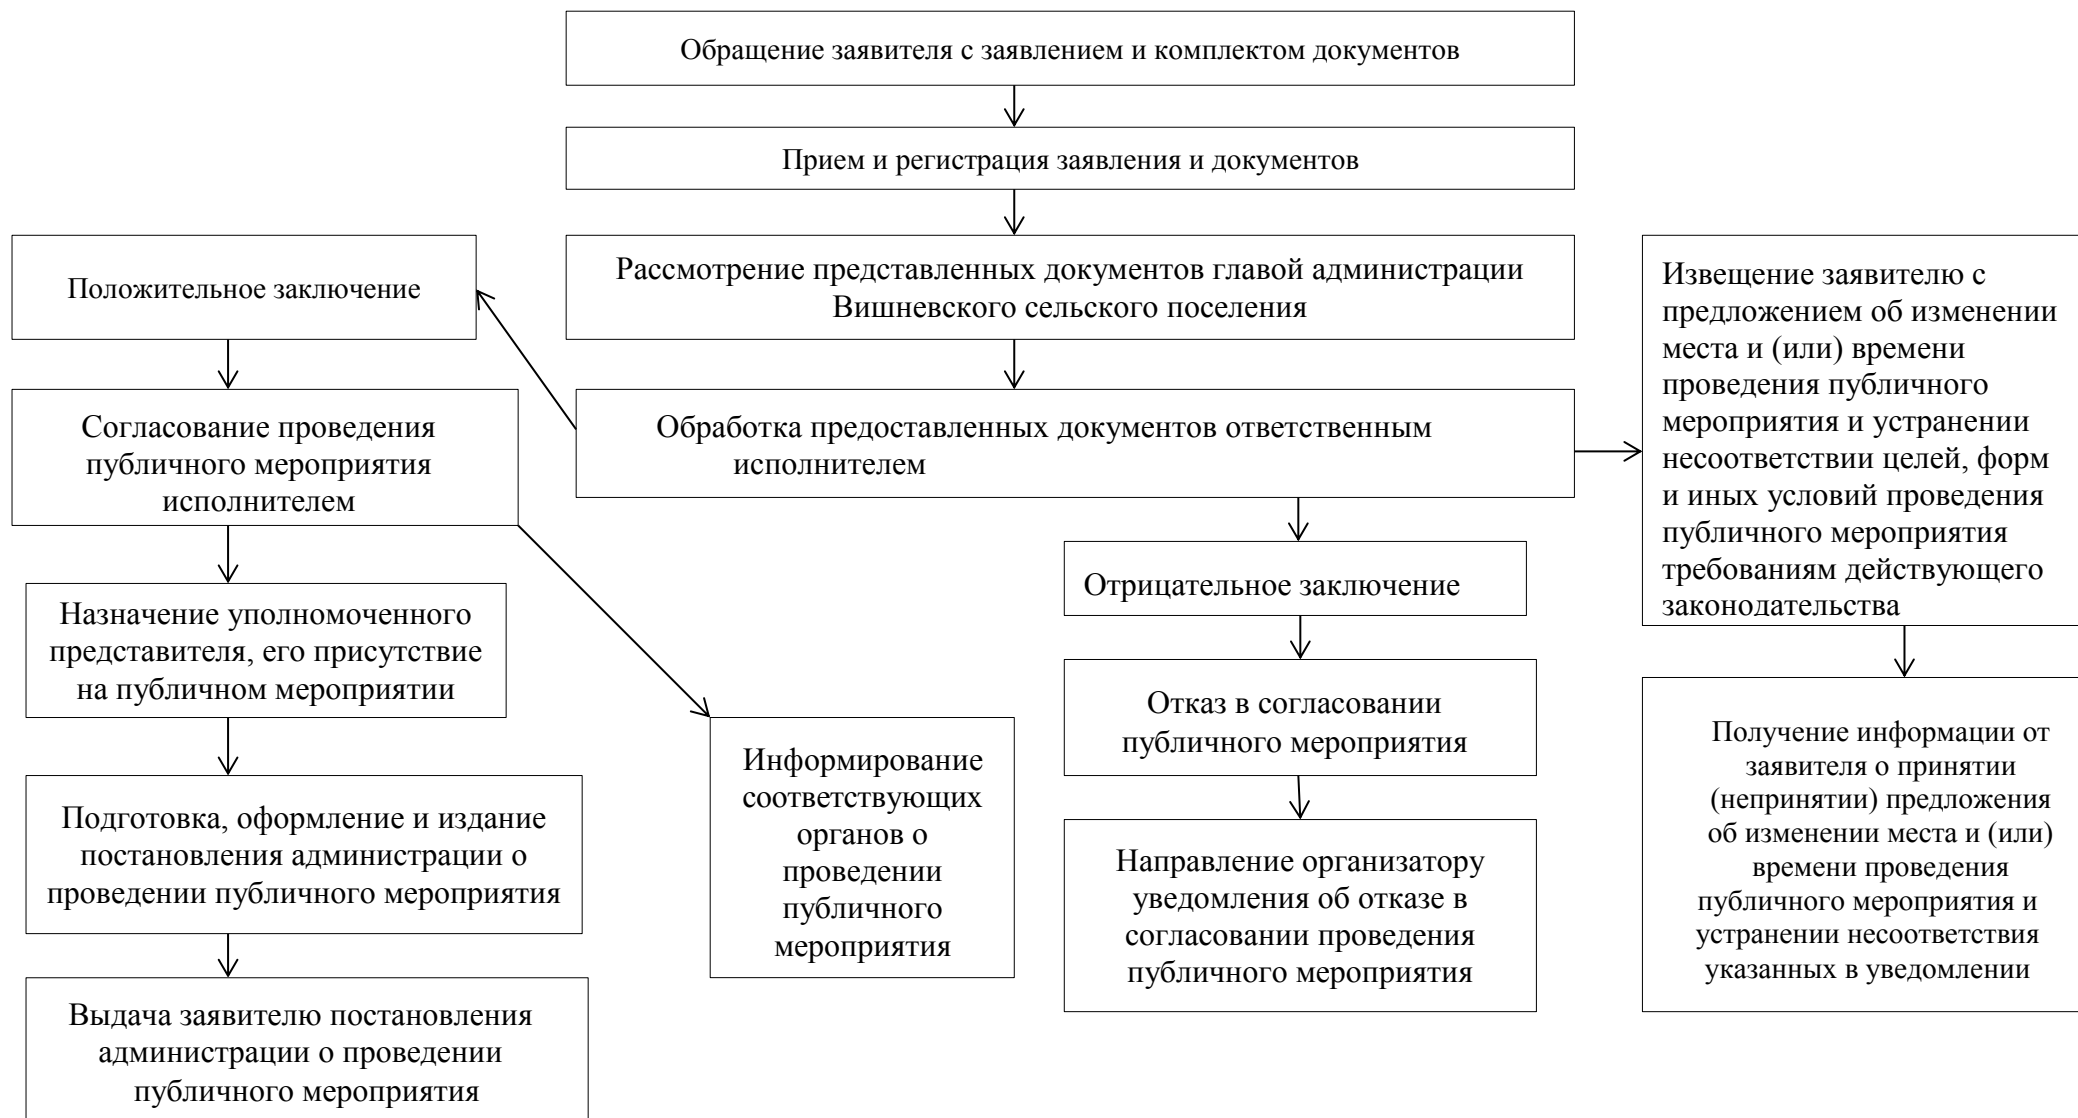 Обращение заявителя с заявлением и комплектом документов
Прием и регистрация заявления и документов
Рассмотрение представленных документов главой администрации
Вишневского сельского поселения
Обработка предоставленных документов ответственным
исполнителем
Положительное заключение
Согласование проведения
публичного мероприятия
исполнителем
Назначение уполномоченного
представителя, его присутствие
на публичном мероприятии
Подготовка, оформление и издание
постановления администрации о
проведении публичного мероприятия
Выдача заявителю постановления
администрации о проведении
публичного мероприятия
Информирование
соответствующих
органов о
проведении
публичного
мероприятия
Отрицательное заключение
Отказ в согласовании
публичного мероприятия
Направление организатору
уведомления об отказе в
согласовании проведения
публичного мероприятия
Извещение заявителю с
предложением об изменении
места и (или) времени
проведения публичного
мероприятия и устранении
несоответствии целей, форм
и иных условий проведения
публичного мероприятия
требованиям действующего
законодательства
Получение информации от
заявителя о принятии
(непринятии) предложения
об изменении места и (или)
времени проведения
публичного мероприятия и
устранении несоответствия
указанных в уведомлении